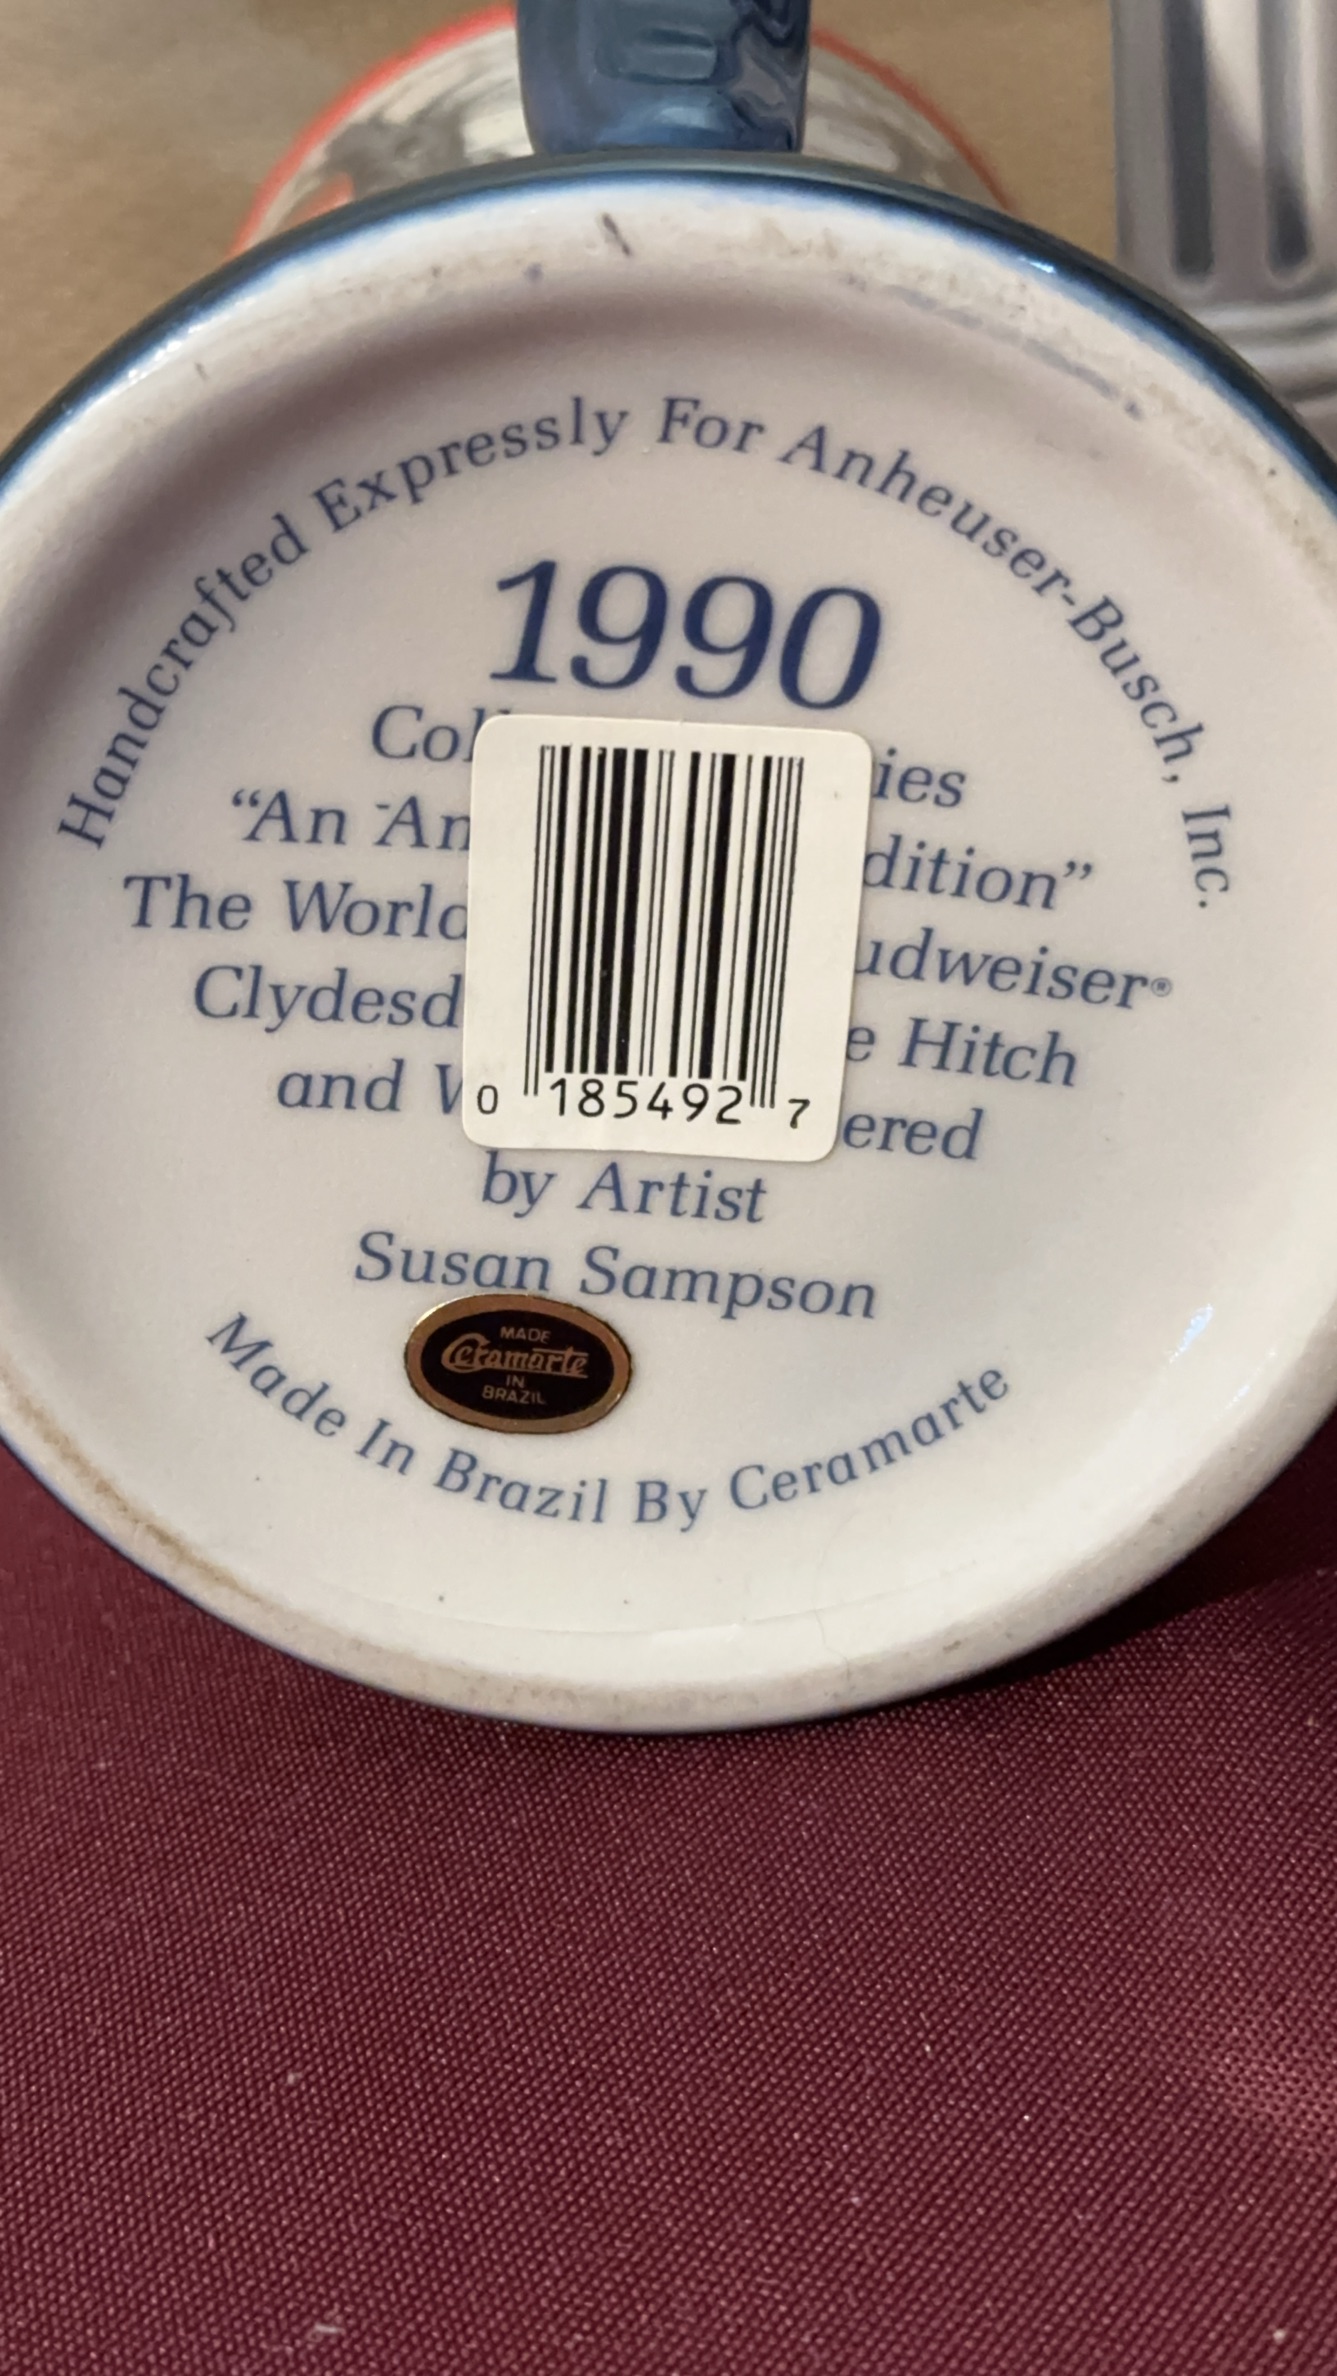 Handcrafted Expressly For Anheuser-Busch, Inc.
1990
Col ies
"An An dition"
The World udweiser®
Clydesd e Hitch
and W ered
by Artist
Susan Sampson
Made In Brazil By Ceramarte
0 185492 7
MADE
Ceramarte
IN
BRAZIL